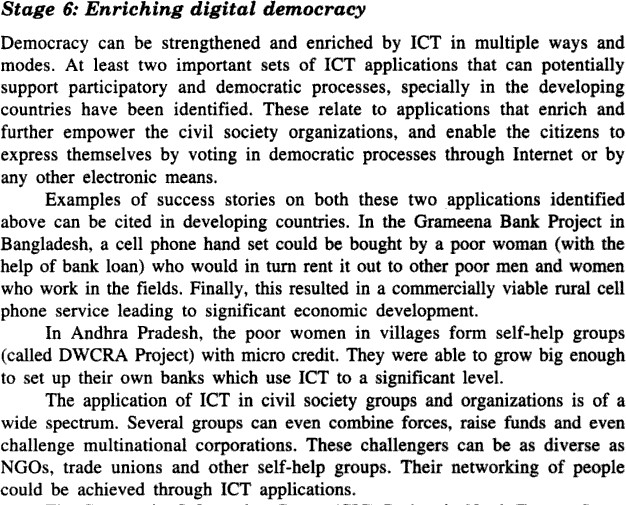 Stage 6: Enriching digital democracy
Democracy can be strengthened and enriched by ICT in multiple ways and
modes. At least two important sets of ICT applications that can potentially
support participatory and democratic processes, specially in the developing
countries have been identified. These relate to applications that enrich and
further empower the civil society organizations, and enable the citizens to
express themselves by voting in democratic processes through Internet or by
any other electronic means.
Examples of success stories on both these two applications identified
above can be cited in developing countries. In the Grameena Bank Project in
Bangladesh, a cell phone hand set could be bought by a poor woman (with the
help of bank loan) who would in turn rent it out to other poor men and women
who work in the fields. Finally, this resulted in a commercially viable rural cell
phone service leading to significant economic development.
In Andhra Pradesh, the poor women in villages form self-help groups
(called DWCRA Project) with micro credit. They were able to grow big enough
to set up their own banks which use ICT to a significant level.
The application of ICT in civil society groups and organizations is of a
wide spectrum. Several groups can even combine forces, raise funds and even
challenge multinational corporations. These challengers can be as diverse as
NGOs, trade unions and other self-help groups. Their networking of people
could be achieved through ICT applications.